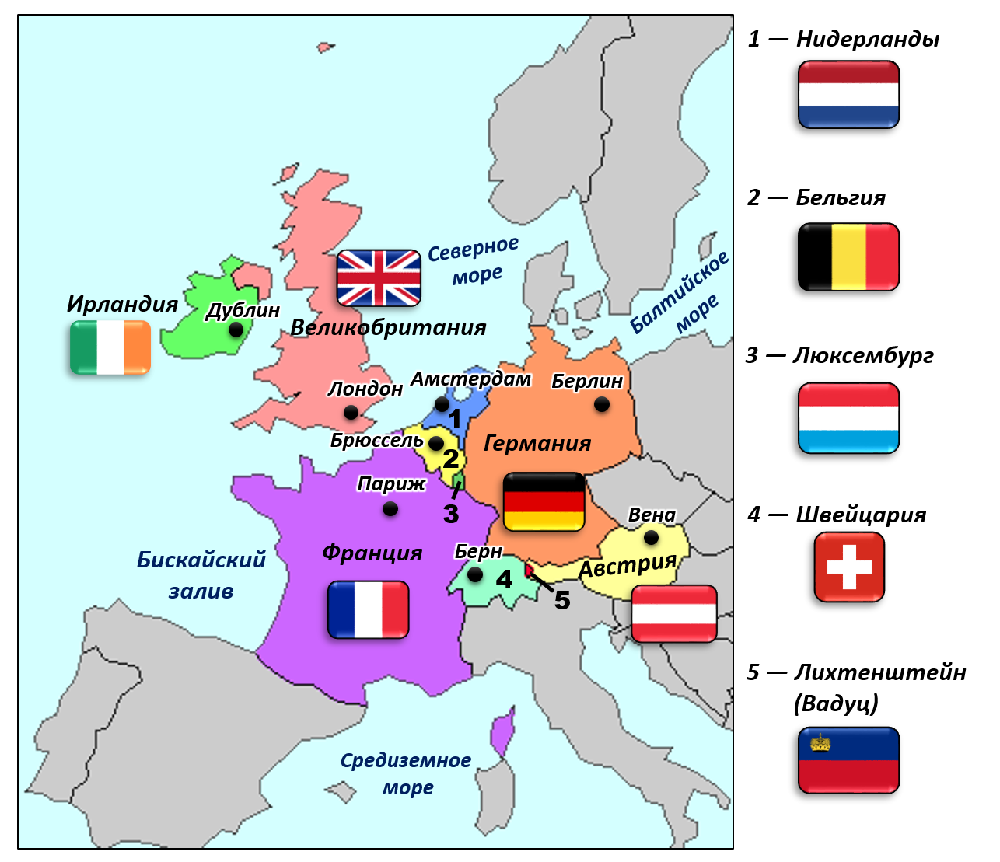 1 — Нидерланды
2 — Бельгия
3 — Люксембург
4 — Швейцария
5 — Лихтенштейн
(Вадуц)
Северное
море
Балтийское
море
Ирландия
Дублин
Великобритания
Лондон
Амстердам
Берлин
1
Брюссель
2
Германия
Париж
3
Вена
Берн
Франция
4
Австрия
5
Бискайский
залив
Средиземное
море